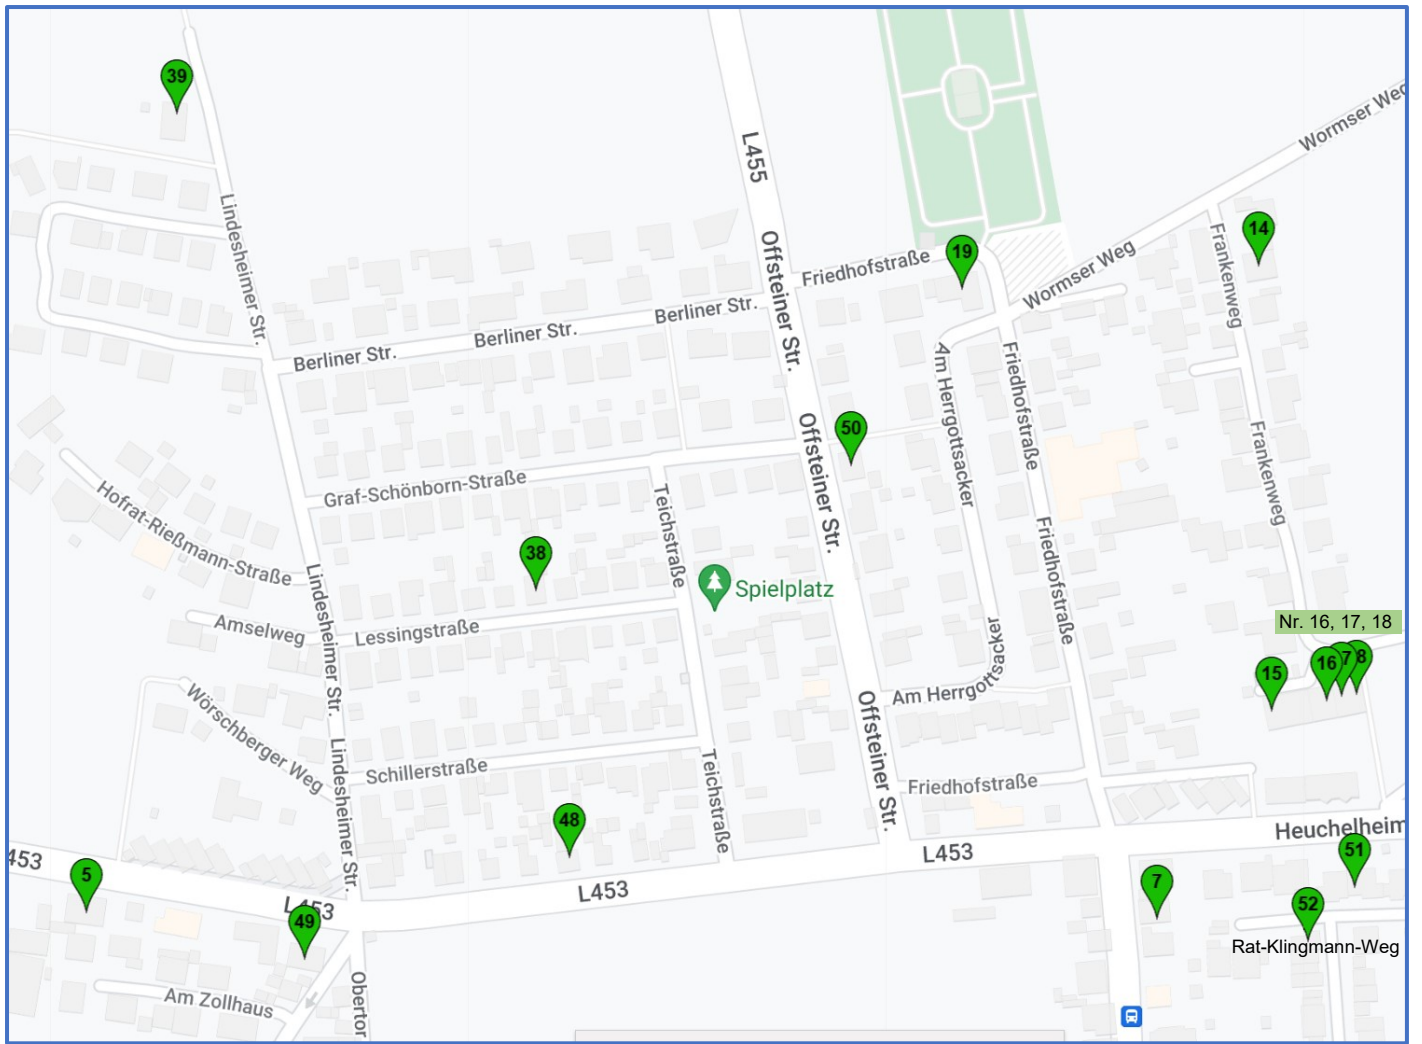 39
Wormser Weg
L455
Lindesheimer Str.
14
Frankenweg
19
Offsteiner Str.
Friedhofstraße
Wormser Weg
Berliner Str.
Berliner Str.
Berliner Str.
Am Herrgottsacker
Friedhofstraße
50
Offsteiner Str.
Frankenweg
Graf-Schönborn-Straße
Teichstraße
Hofrat-Rießmann-Straße
38
Friedhofstraße
Lindesheimer Str.
Spielplatz
Amselweg
Lessingstraße
Nr. 16, 17, 18
15
16
7
8
Am Herrgottsacker
Offsteiner Str.
Wörschberger Weg
Lindesheimer Str.
Schillerstraße
Teichstraße
Friedhofstraße
48
Heuchelheim
L453
51
453
5
7
L453
L453
49
52
Rat-Klingmann-Weg
Am Zollhaus
Obertor